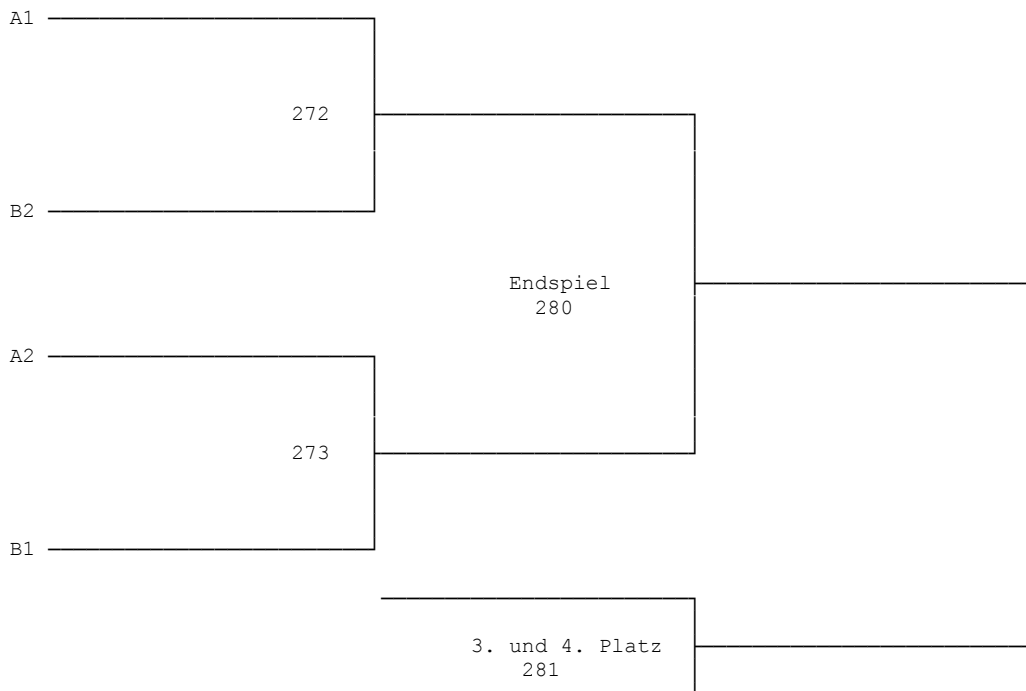 A1
272
B2
Endspiel
280
A2
273
B1
3. und 4. Platz
281